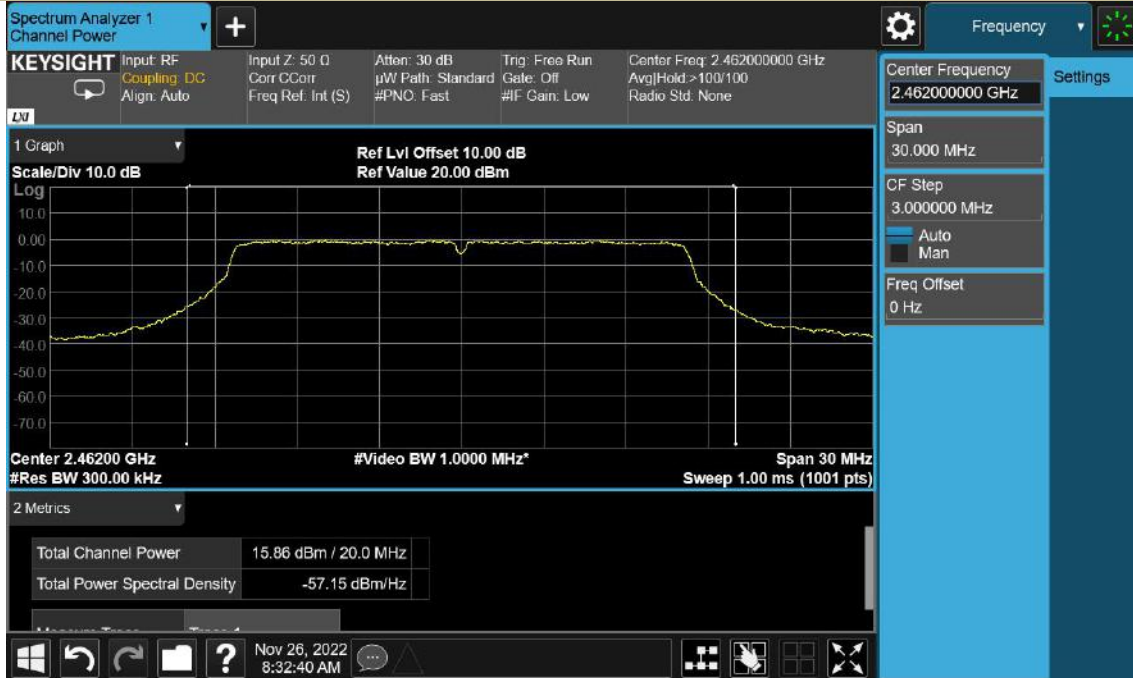 Spectrum Analyzer 1
Channel Power
+
Frequency
KEYSIGHT
Input: RF
Coupling: DC
Align: Auto
Input Z: 50 Ω
Corr CCorr
Freq Ref: Int (S)
Atten: 30 dB
µW Path: Standard
#PNO: Fast
Trig: Free Run
Gate: Off
#IF Gain: Low
Center Freq: 2.462000000 GHz
Avg|Hold:>100/100
Radio Std: None
LXI
Center Frequency
2.462000000 GHz
Settings
Span
30.000 MHz
CF Step
3.000000 MHz
Auto
Man
Freq Offset
0 Hz
1 Graph
Scale/Div 10.0 dB
Ref Lvl Offset 10.00 dB
Ref Value 20.00 dBm
Log
10.0
0.00
-10.0
-20.0
-30.0
-40.0
-50.0
-60.0
-70.0
Center 2.46200 GHz
#Video BW 1.0000 MHz*
Span 30 MHz
#Res BW 300.00 kHz
Sweep 1.00 ms (1001 pts)
2 Metrics
Total Channel Power 15.86 dBm / 20.0 MHz
Total Power Spectral Density -57.15 dBm/Hz
?
Nov 26, 2022
8:32:40 AM